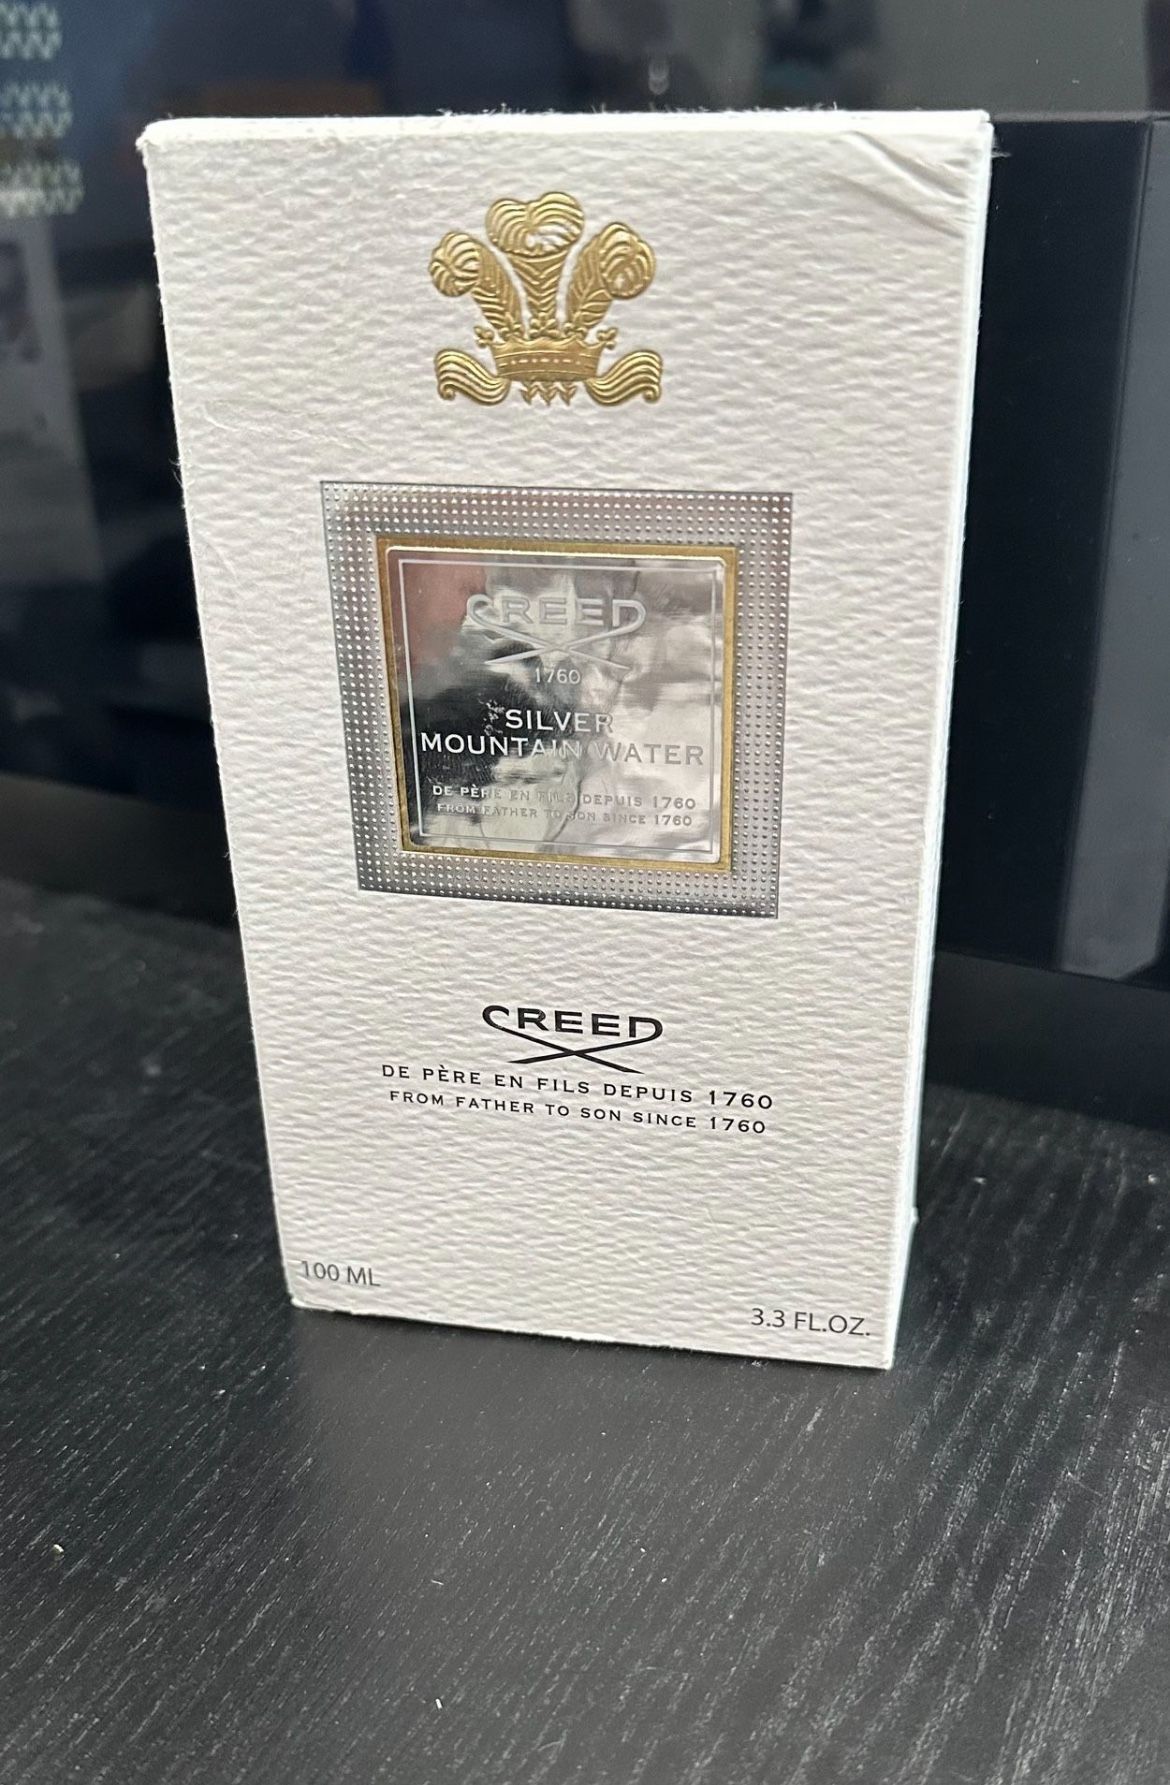 CREED
1760
SILVER
MOUNTAIN WATER
DE PÈRE EN FILS DEPUIS 1760
FROM FATHER TO SON SINCE 1760
CREED
DE PÈRE EN FILS DEPUIS 1760
FROM FATHER TO SON SINCE 1760
100 ML
3.3 FL.OZ.